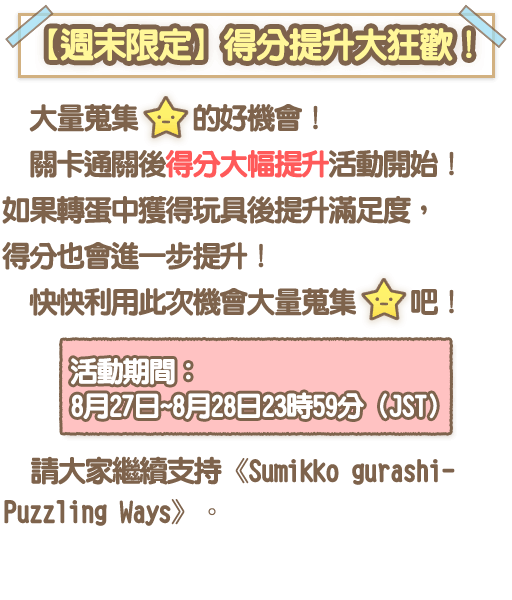 【週末限定】得分提升大狂歡！
大量蒐集 的好機會！
關卡通關後得分大幅提升活動開始！
如果轉蛋中獲得玩具後提升滿足度，
得分也會進一步提升！
快快利用此次機會大量蒐集 吧！
活動期間：
8月27日~8月28日23時59分（JST）
請大家繼續支持《Sumikko gurashi-
Puzzling Ways》。